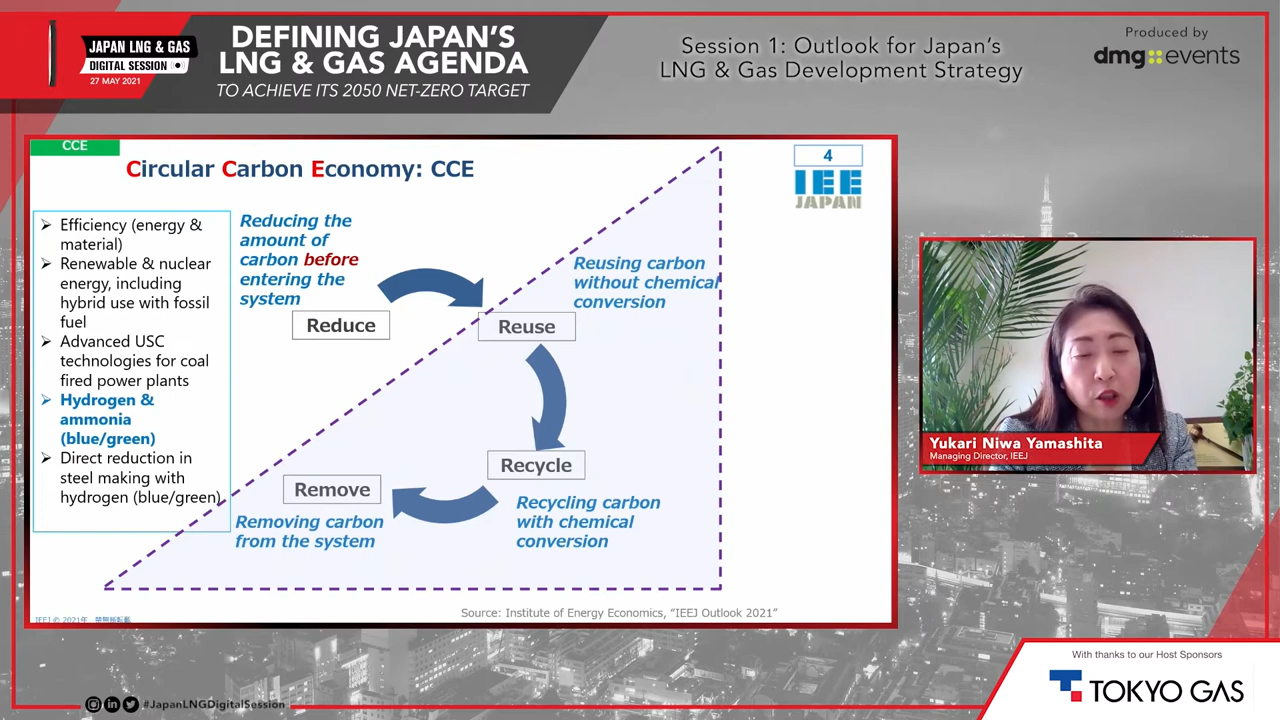 JAPAN LNG & GAS
DIGITAL SESSION
27 MAY 2021
DEFINING JAPAN'S
LNG & GAS AGENDA
TO ACHIEVE ITS 2050 NET-ZERO TARGET
Session 1: Outlook for Japan's
LNG & Gas Development Strategy
Produced by
dmg::events
CCE
Circular Carbon Economy: CCE
4
IEE
JAPAN
➢ Efficiency (energy &
material)
➢ Renewable & nuclear
energy, including
hybrid use with fossil
fuel
➢ Advanced USC
technologies for coal
fired power plants
➢ Hydrogen &
ammonia
(blue/green)
➢ Direct reduction in
steel making with
hydrogen (blue/green)
Reducing the
amount of
carbon before
entering the
system
Reduce
Reusing carbon
without chemical
conversion
Reuse
Recycle
Recycling carbon
with chemical
conversion
Remove
Removing carbon
from the system
Source: Institute of Energy Economics, "IEEJ Outlook 2021"
IEEJ © 2021年
Yukari Niwa Yamashita
Managing Director, IEEJ
#JapanLNGDigitalSession
With thanks to our Host Sponsors
TOKYO GAS